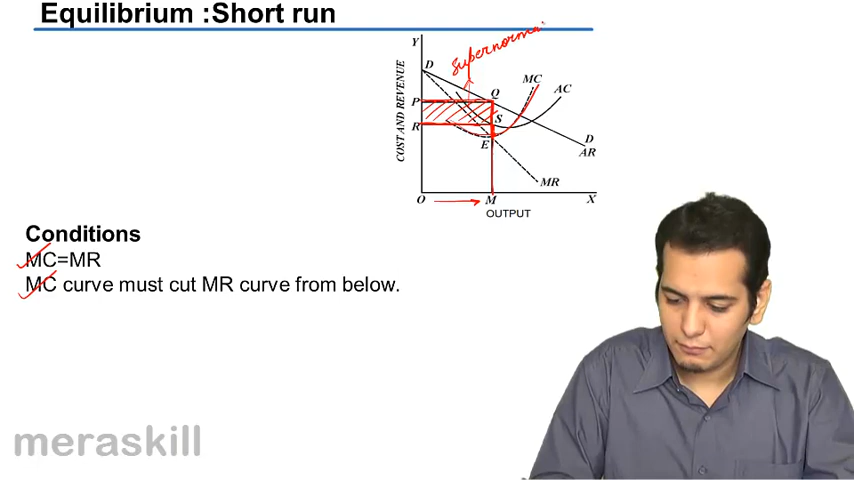 Equilibrium :Short run
Y
Supernormal
D
COST AND REVENUE
MC
AC
P
Q
R
S
E
D
AR
MR
O
M
X
OUTPUT
Conditions
MC=MR
MC curve must cut MR curve from below.
meraskill